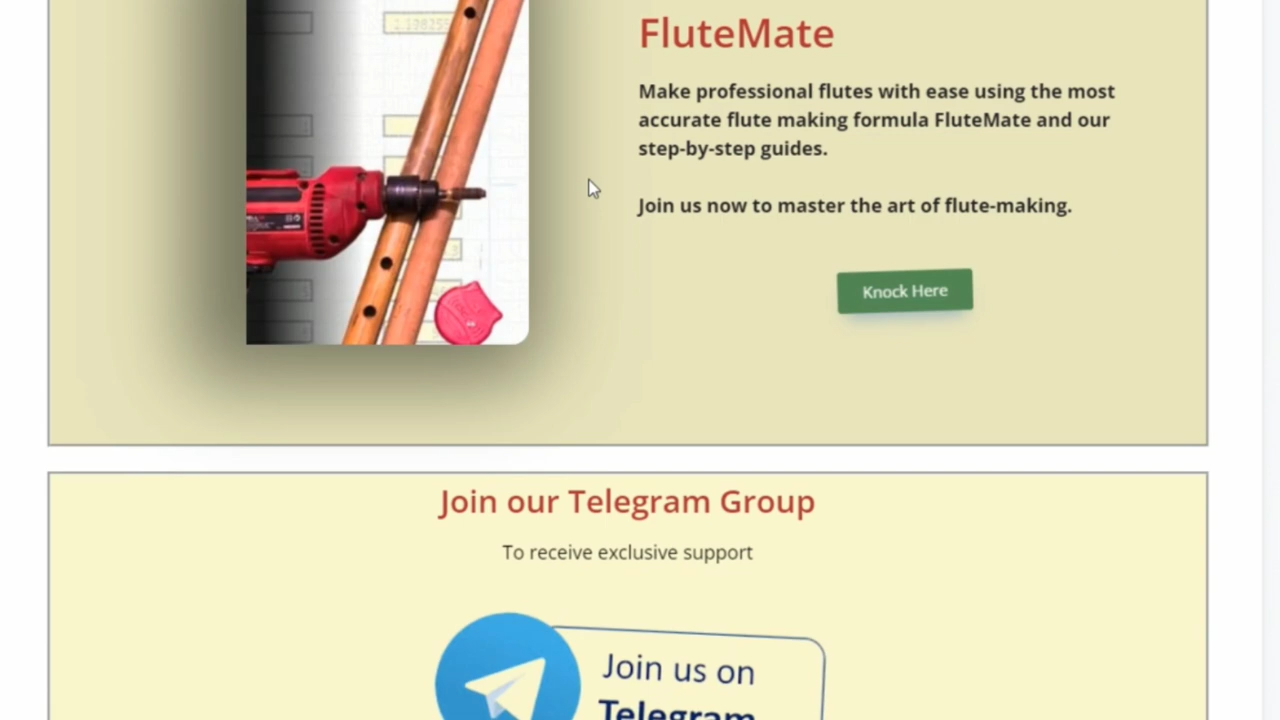 FluteMate
Make professional flutes with ease using the most
accurate flute making formula FluteMate and our
step-by-step guides.
Join us now to master the art of flute-making.
Knock Here
Join our Telegram Group
To receive exclusive support
Join us on
Telegram